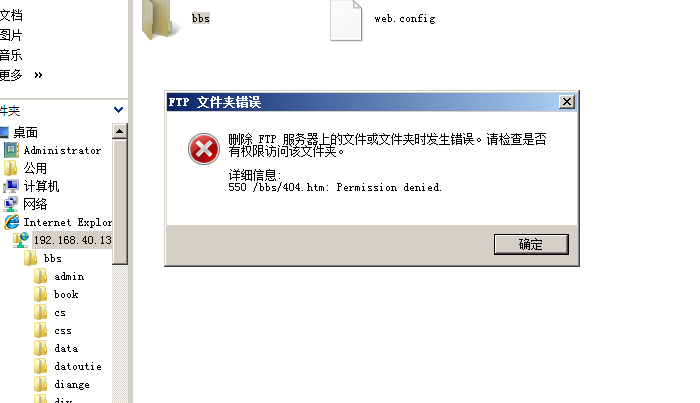 文档
图片
音乐
更多 »
件夹
桌面
Administrator
公用
计算机
网络
Internet Explor
192.168.40.13
bbs
admin
book
cs
css
data
datoutie
diange
div
bbs
web.config
FTP 文件夹错误
删除 FTP 服务器上的文件或文件夹时发生错误。请检查是否
有权限访问该文件夹。
详细信息:
550 /bbs/404.htm: Permission denied.
确定